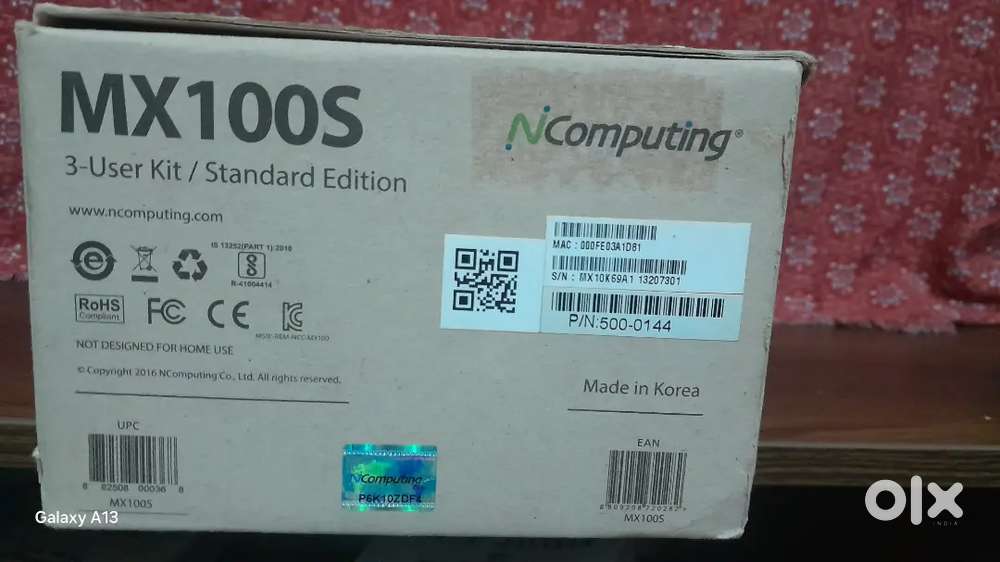 MX100S
NComputing®
3-User Kit / Standard Edition
www.ncomputing.com
IS 13252(PART 1):2010
R-41004414
MAC : 000FE03A1D81
S/N : MX10K69A1 13207301
P/N:500-0144
RoHS
Compliant
FC
CE
NOT DESIGNED FOR HOME USE
© Copyright 2016 NComputing Co., Ltd. All rights reserved.
Made in Korea
UPC
8 82508 00036 8
MX100S
NComputing
P6K10ZDF4
EAN
MX100S
Galaxy A13
olx
INDIA